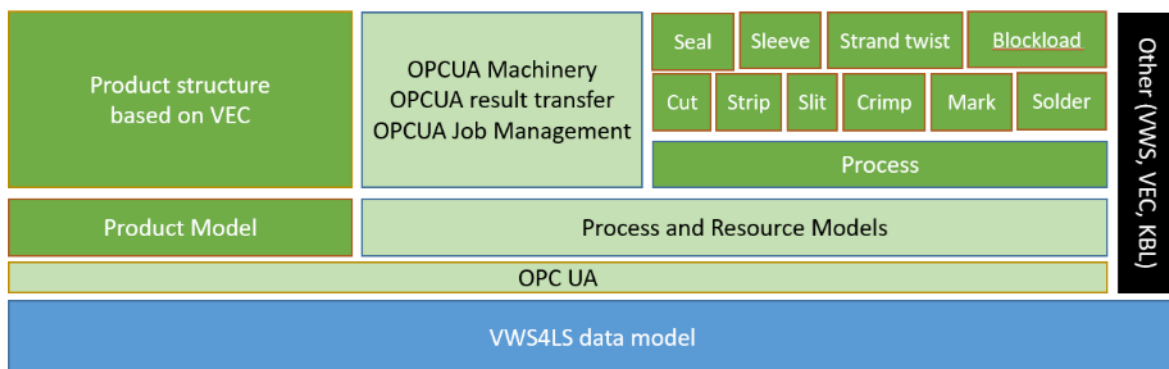 Product structure
based on VEC
OPCUA Machinery
OPCUA result transfer
OPCUA Job Management
Seal
Sleeve
Strand twist
Blockload
Cut
Strip
Slit
Crimp
Mark
Solder
Process
Product Model
Process and Resource Models
OPC UA
Other (VWS, VEC, KBL)
VWS4LS data model